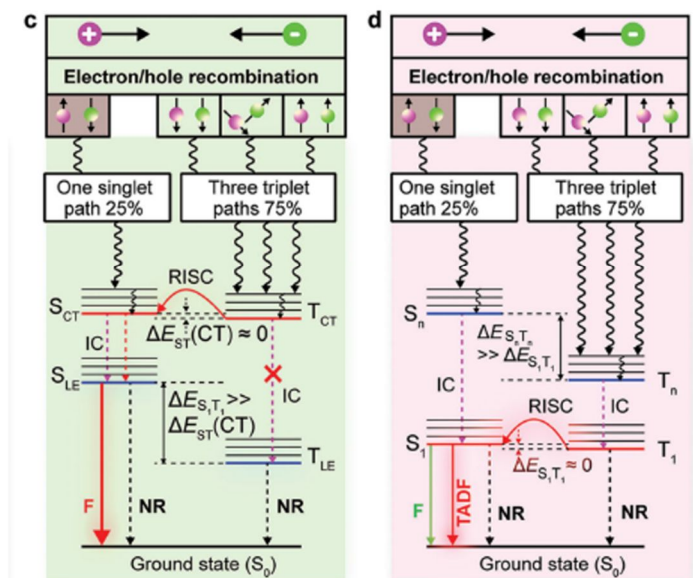 c
+
-
Electron/hole recombination
One singlet
path 25%
Three triplet
paths 75%
RISC
S_CT
T_CT
ΔE_ST(CT) ≈ 0
IC
S_LE
IC
ΔE_S₁T₁ >>
ΔE_ST(CT)
T_LE
F
NR
NR
Ground state (S₀)
d
+
-
Electron/hole recombination
One singlet
path 25%
Three triplet
paths 75%
S_n
ΔE_SₙTₙ
>> ΔE_S₁T₁
T_n
IC
RISC
IC
S₁
T₁
ΔE_S₁T₁ ≈ 0
F
TADF
NR
NR
Ground state (S₀)